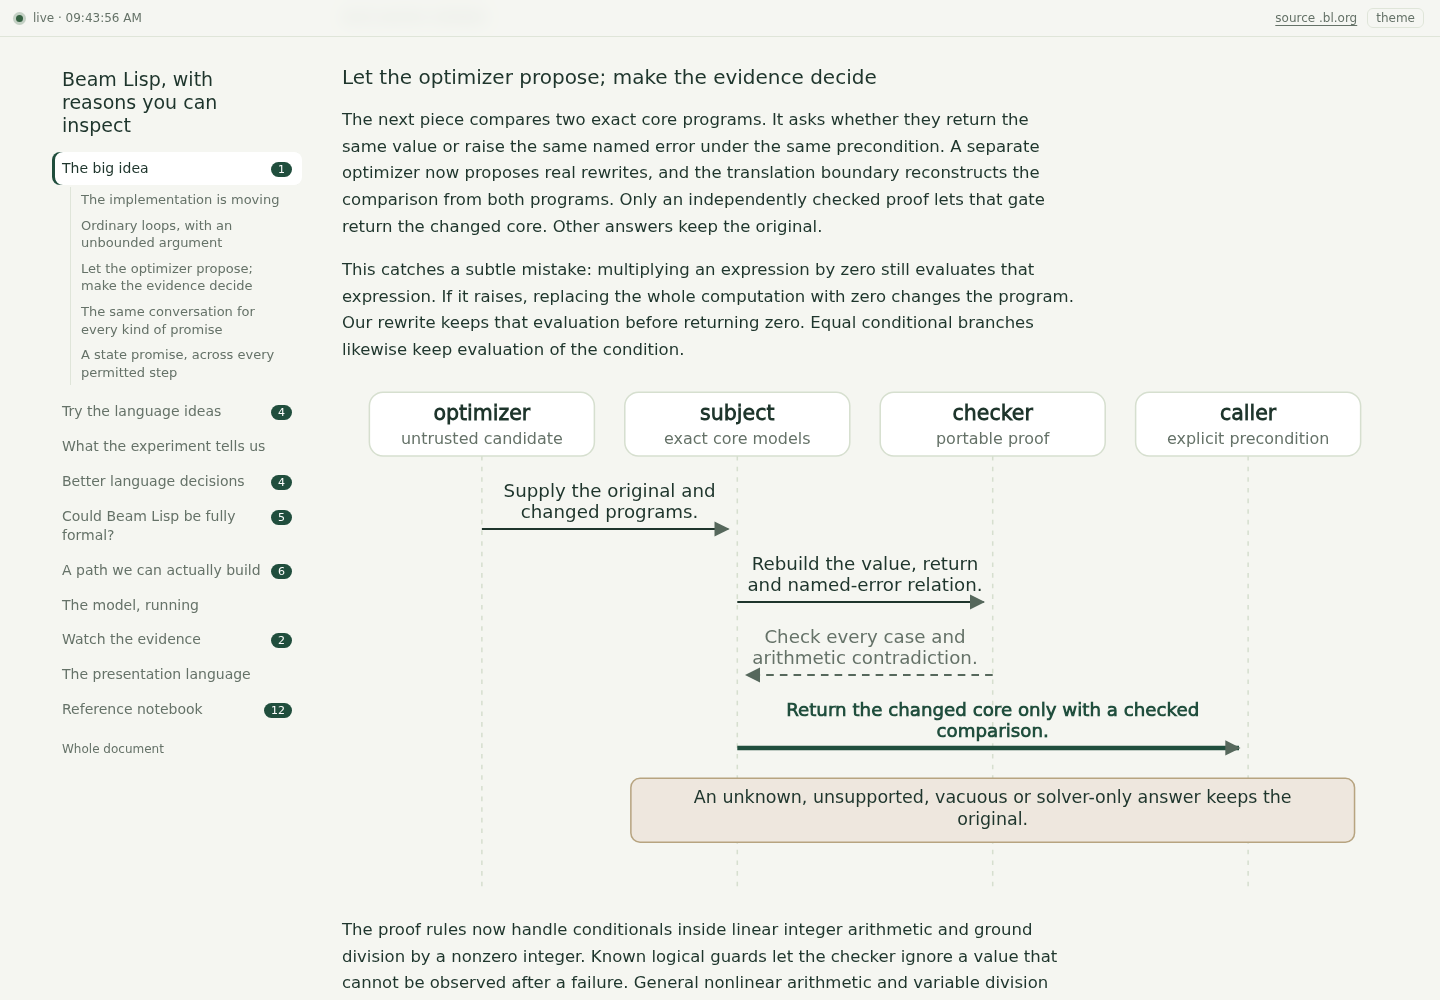 live · 09:43:56 AM
source .bl.org
theme
Beam Lisp, with
reasons you can
inspect
The big idea
1
The implementation is moving
Ordinary loops, with an
unbounded argument
Let the optimizer propose;
make the evidence decide
The same conversation for
every kind of promise
A state promise, across every
permitted step
Try the language ideas
4
What the experiment tells us
Better language decisions
4
Could Beam Lisp be fully
formal?
5
A path we can actually build
6
The model, running
Watch the evidence
2
The presentation language
Reference notebook
12
Whole document
Let the optimizer propose; make the evidence decide
The next piece compares two exact core programs. It asks whether they return the
same value or raise the same named error under the same precondition. A separate
optimizer now proposes real rewrites, and the translation boundary reconstructs the
comparison from both programs. Only an independently checked proof lets that gate
return the changed core. Other answers keep the original.
This catches a subtle mistake: multiplying an expression by zero still evaluates that
expression. If it raises, replacing the whole computation with zero changes the program.
Our rewrite keeps that evaluation before returning zero. Equal conditional branches
likewise keep evaluation of the condition.
optimizer
untrusted candidate
subject
exact core models
checker
portable proof
caller
explicit precondition
Supply the original and
changed programs.
Rebuild the value, return
and named-error relation.
Check every case and
arithmetic contradiction.
Return the changed core only with a checked
comparison.
An unknown, unsupported, vacuous or solver-only answer keeps the
original.
The proof rules now handle conditionals inside linear integer arithmetic and ground
division by a nonzero integer. Known logical guards let the checker ignore a value that
cannot be observed after a failure. General nonlinear arithmetic and variable division